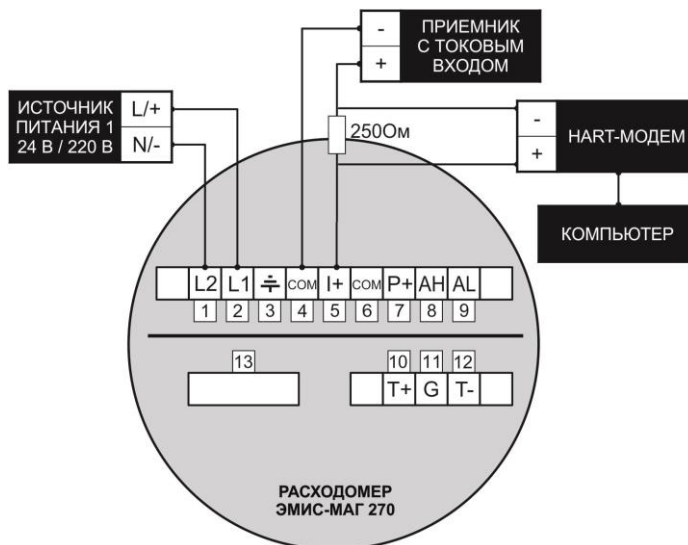 -
+
ПРИЕМНИК
С ТОКОВЫМ
ВХОДОМ
ИСТОЧНИК
ПИТАНИЯ 1
24 В / 220 В
L/+
N/-
250Ом
-
+
HART-МОДЕМ
КОМПЬЮТЕР
L2 L1 COM I+ COM P+ AH AL
1 2 3 4 5 6 7 8 9
13
10 11 12
T+ G T-
РАСХОДОМЕР
ЭМИС-МАГ 270